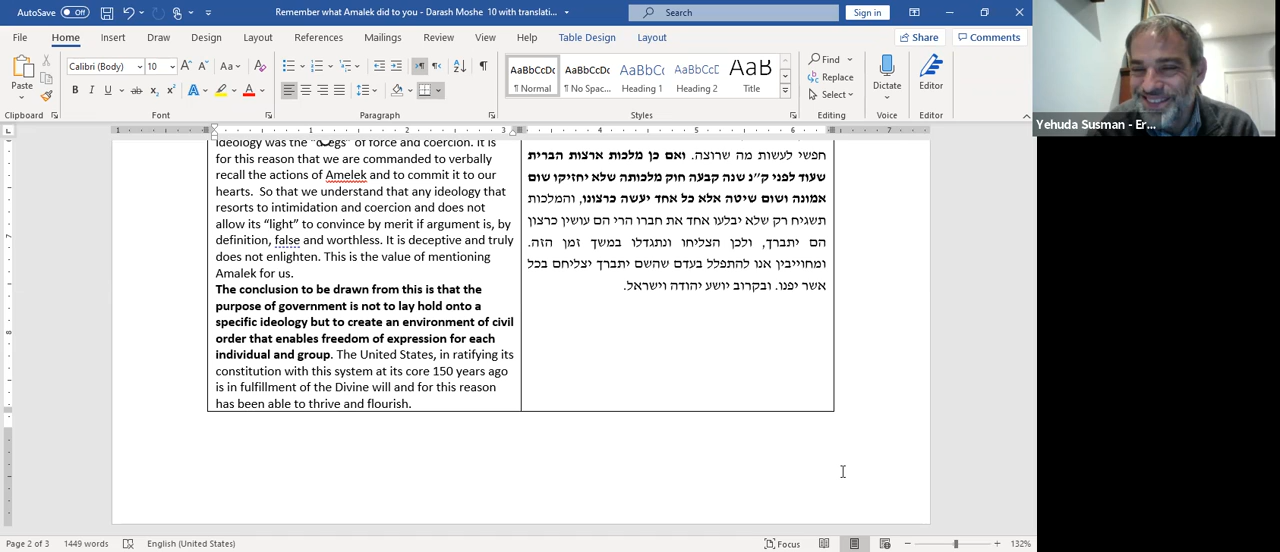 AutoSave
Off
Remember what Amalek did to you - Darash Moshe 10 with translati...
Search
Sign in
File Home Insert Draw Design Layout References Mailings Review View Help Table Design Layout
Share
Comments
Paste
Calibri (Body) 10
Aa
¶
AaBbCcDc AaBbCcDc AaBbCc AaBbCcD AaB
¶ Normal ¶ No Spac... Heading 1 Heading 2 Title
Find
Replace
Select
Dictate
Editor
Clipboard Font Paragraph Styles Editing Voice Editor
Yehuda Susman - Er...
1 1 2 3 4 5 6 7
ideology was the of force and coercion. It is
for this reason that we are commanded to verbally
recall the actions of Amelek and to commit it to our
hearts. So that we understand that any ideology that
resorts to intimidation and coercion and does not
allow its “light” to convince by merit if argument is, by
definition, false and worthless. It is deceptive and truly
does not enlighten. This is the value of mentioning
Amalek for us.
The conclusion to be drawn from this is that the
purpose of government is not to lay hold onto a
specific ideology but to create an environment of civil
order that enables freedom of expression for each
individual and group. The United States, in ratifying its
constitution with this system at its core 150 years ago
is in fulfillment of the Divine will and for this reason
has been able to thrive and flourish.
חפשי לעשות מה שרוצה. ואם כן מלכות ארצות הברית
שעוד לפני ק"נ שנה קבעה חוק מלכותה שלא יחזיקו שום
אמונה ושום שיטה אלא כל אחד יעשה כרצונו, והמלכות
תשגיח רק שלא יבלעו אחד את חברו הרי הם עושין כרצון
הם יתברך, ולכן הצליחו ונתגדלו במשך זמן הזה.
ומחוייבין אנו להתפלל בעדם שהשם יתברך יצליחם בכל
אשר יפנו. ובקרוב יושע יהודה וישראל.
7
8
Page 2 of 3 1449 words English (United States)
Focus
132%